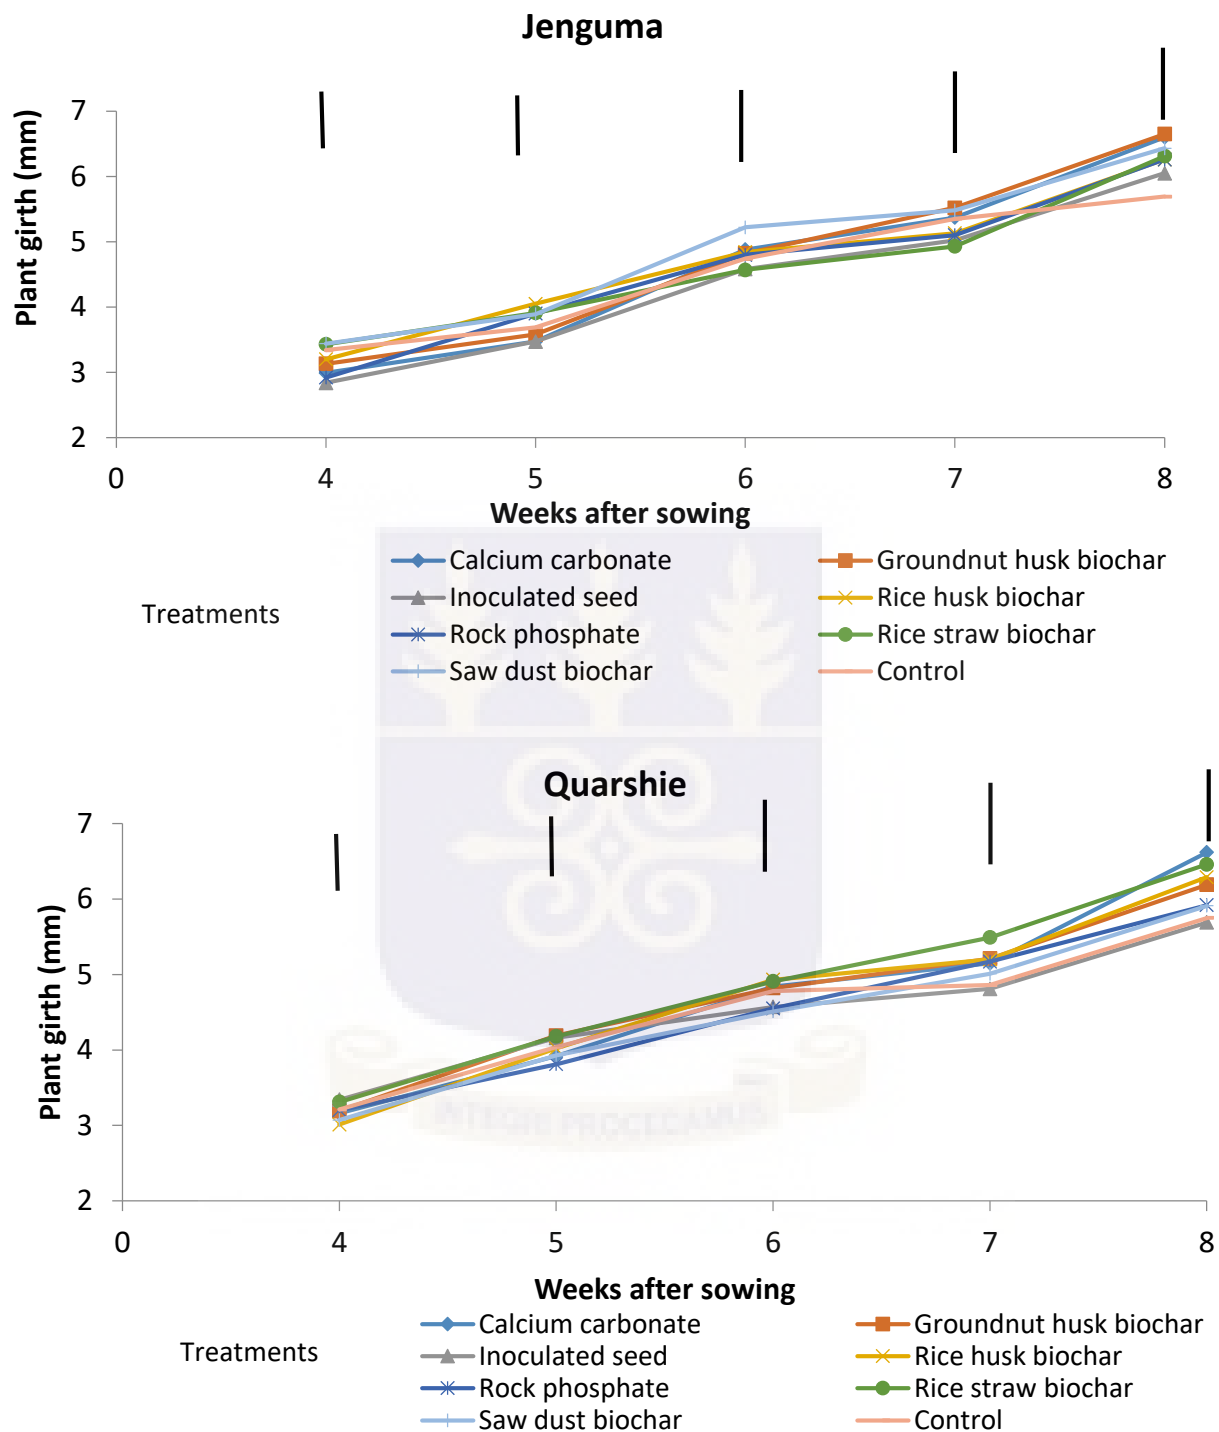 Jenguma
7
6
5
4
3
2
Plant girth (mm)
0 4 5 6 7 8
Weeks after sowing
Treatments
Calcium carbonate Groundnut husk biochar
Inoculated seed Rice husk biochar
Rock phosphate Rice straw biochar
Saw dust biochar Control
Quarshie
7
6
5
4
3
2
Plant girth (mm)
PROCEDAMUS
0 4 5 6 7 8
Weeks after sowing
Treatments
Calcium carbonate Groundnut husk biochar
Inoculated seed Rice husk biochar
Rock phosphate Rice straw biochar
Saw dust biochar Control